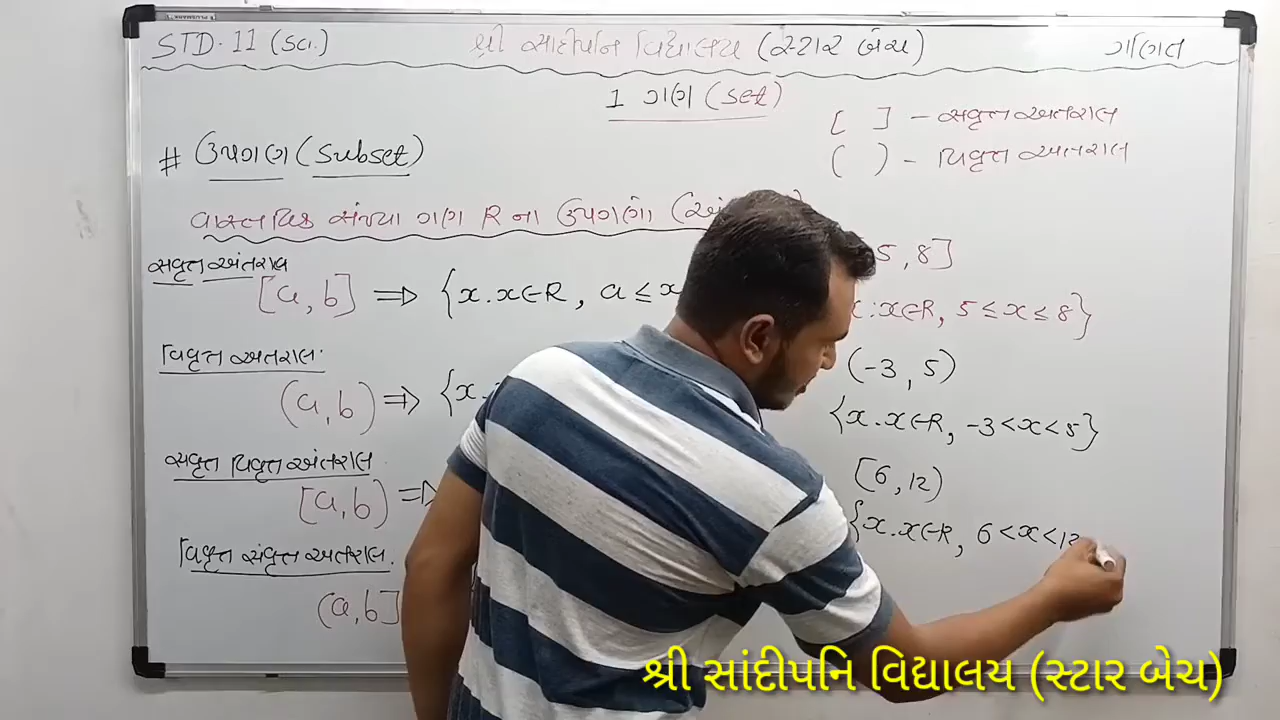 STD-11 (Sci.) શ્રી સાંદીપનિ વિદ્યાલય (સ્ટાર બેચ) ગણિત
1 ગણ (Set)
[ ] - સંવૃત્ત અંતરાલ
( ) - વિવૃત્ત અંતરાલ
# ઉપગણ (Subset)
વાસ્તવિક સંખ્યા ગણ R ના ઉપગણો
સંવૃત્ત અંતરાલ
[a, b] ⇒ {x : x ∈ R, a ≤ x
વિવૃત્ત અંતરાલ
(a, b) ⇒ {x
સંવૃત્ત વિવૃત્ત અંતરાલ
[a, b) ⇒
વિવૃત્ત સંવૃત્ત અંતરાલ
(a, b]
5, 8]
x : x ∈ R, 5 ≤ x ≤ 8}
(-3, 5)
{x : x ∈ R, -3 < x < 5}
[6, 12)
{x : x ∈ R, 6 < x < 12
શ્રી સાંદીપનિ વિદ્યાલય (સ્ટાર બેચ)